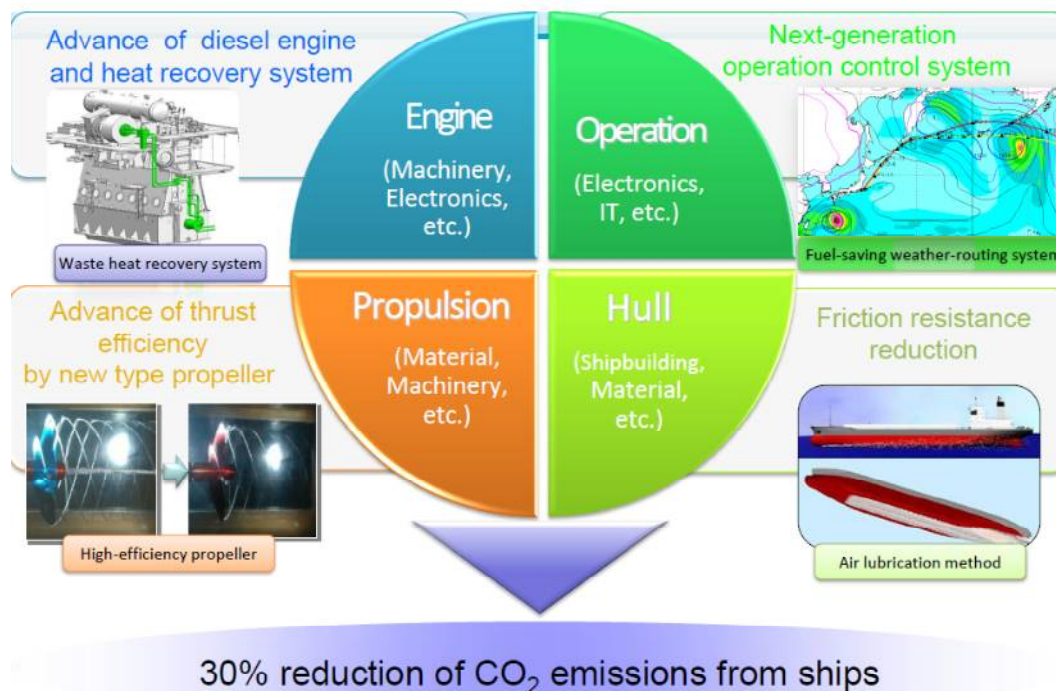 Advance of diesel engine
and heat recovery system
Waste heat recovery system
Engine
(Machinery,
Electronics,
etc.)
Operation
(Electronics,
IT, etc.)
Next-generation
operation control system
Fuel-saving weather-routing system
Advance of thrust
efficiency
by new type propeller
High-efficiency propeller
Propulsion
(Material,
Machinery,
etc.)
Hull
(Shipbuilding,
Material,
etc.)
Friction resistance
reduction
Air lubrication method
30% reduction of CO₂ emissions from ships